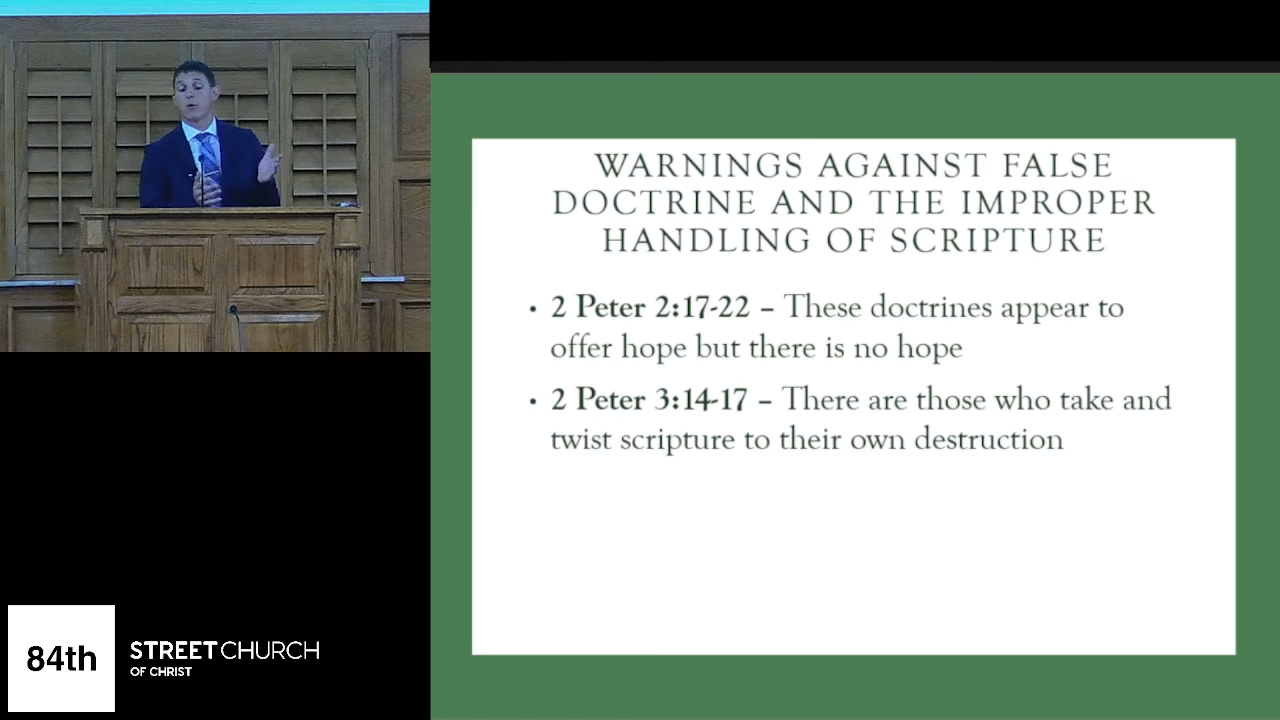 WARNINGS AGAINST FALSE
DOCTRINE AND THE IMPROPER
HANDLING OF SCRIPTURE
• 2 Peter 2:17-22 – These doctrines appear to
offer hope but there is no hope
• 2 Peter 3:14-17 – There are those who take and
twist scripture to their own destruction
84th
STREET CHURCH
OF CHRIST